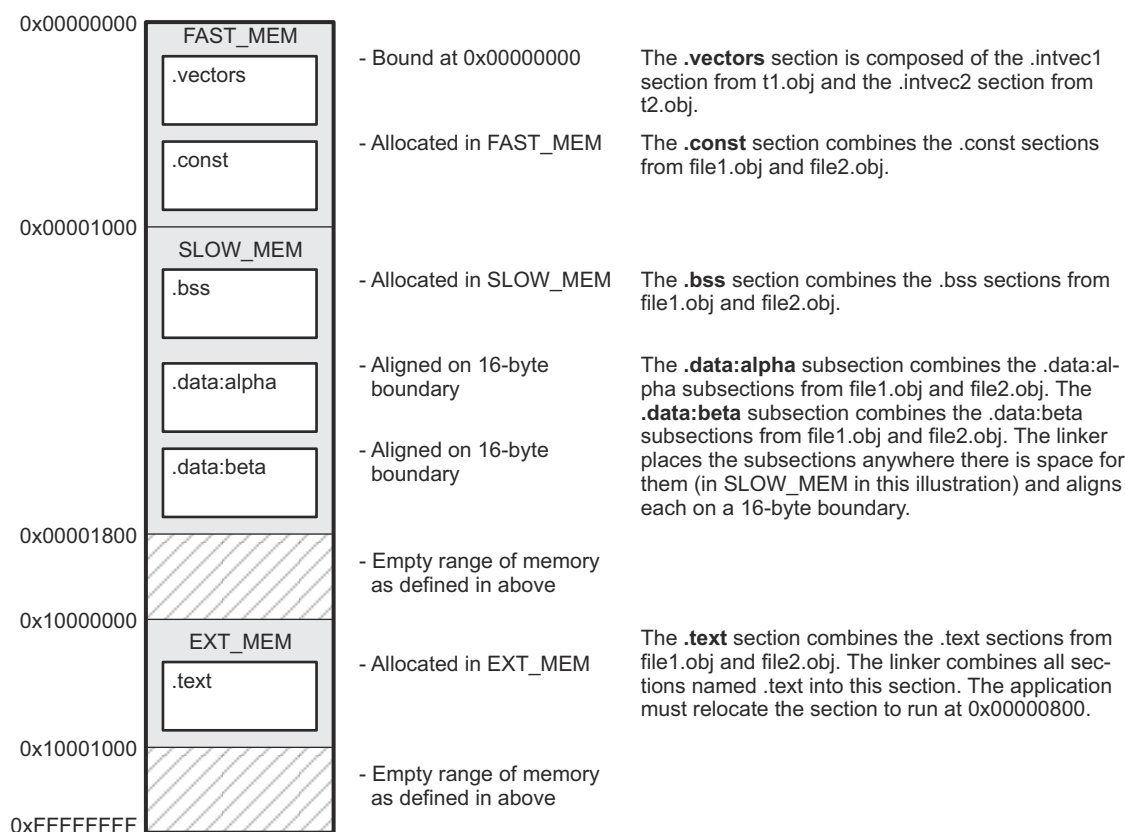 0x00000000
FAST_MEM
.vectors
- Bound at 0x00000000
The .vectors section is composed of the .intvec1
section from t1.obj and the .intvec2 section from
t2.obj.
.const
- Allocated in FAST_MEM
The .const section combines the .const sections
from file1.obj and file2.obj.
0x00001000
SLOW_MEM
.bss
- Allocated in SLOW_MEM
The .bss section combines the .bss sections from
file1.obj and file2.obj.
.data:alpha
- Aligned on 16-byte
boundary
.data:beta
- Aligned on 16-byte
boundary
The .data:alpha subsection combines the .data:al-
pha subsections from file1.obj and file2.obj. The
.data:beta subsection combines the .data:beta
subsections from file1.obj and file2.obj. The linker
places the subsections anywhere there is space for
them (in SLOW_MEM in this illustration) and aligns
each on a 16-byte boundary.
0x00001800
- Empty range of memory
as defined in above
0x10000000
EXT_MEM
.text
- Allocated in EXT_MEM
The .text section combines the .text sections from
file1.obj and file2.obj. The linker combines all sec-
tions named .text into this section. The application
must relocate the section to run at 0x00000800.
0x10001000
- Empty range of memory
as defined in above
0xFFFFFFFF